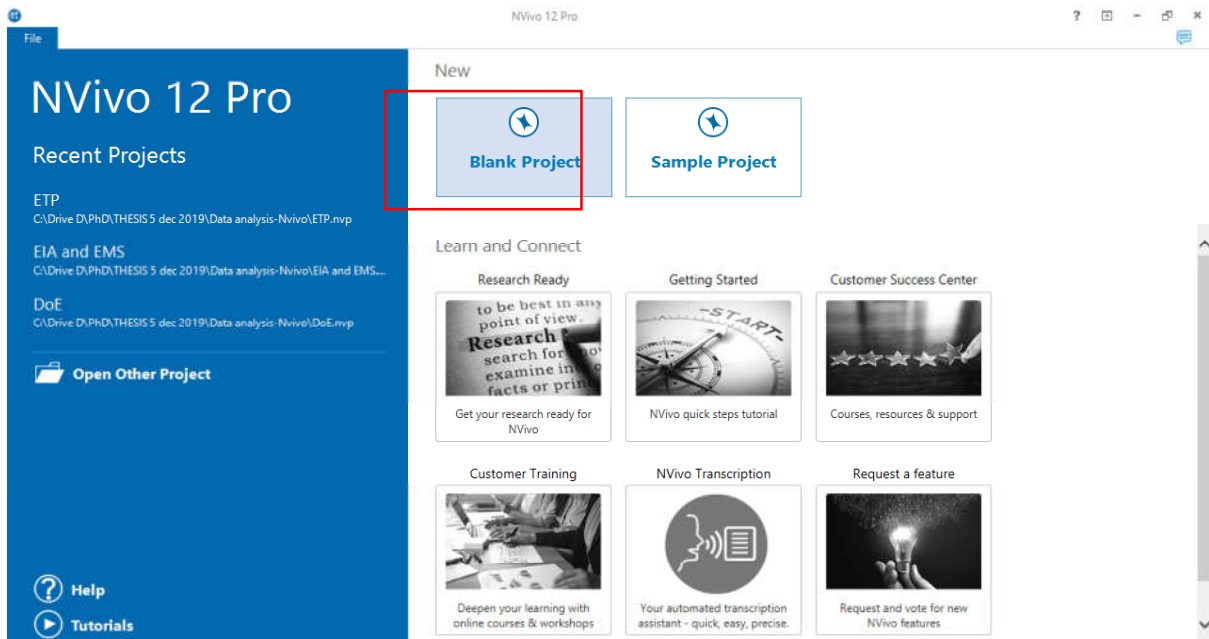 NVivo 12 Pro
?
File
NVivo 12 Pro
Recent Projects
ETP
C:\Drive D\PhD\THESIS 5 dec 2019\Data analysis-Nvivo\ETP.nvp
EIA and EMS
C:\Drive D\PhD\THESIS 5 dec 2019\Data analysis-Nvivo\EIA and EMS....
DoE
C:\Drive D\PhD\THESIS 5 dec 2019\Data analysis-Nvivo\DoE.nvp
Open Other Project
? Help
Tutorials
New
Blank Project
Sample Project
Learn and Connect
Research Ready
to be best in any
point of view.
Research
search for
examine in
facts or prin
Get your research ready for
NVivo
Getting Started
START
NVivo quick steps tutorial
Customer Success Center
Courses, resources & support
Customer Training
Deepen your learning with
online courses & workshops
NVivo Transcription
Your automated transcription
assistant - quick, easy, precise.
Request a feature
Request and vote for new
NVivo features